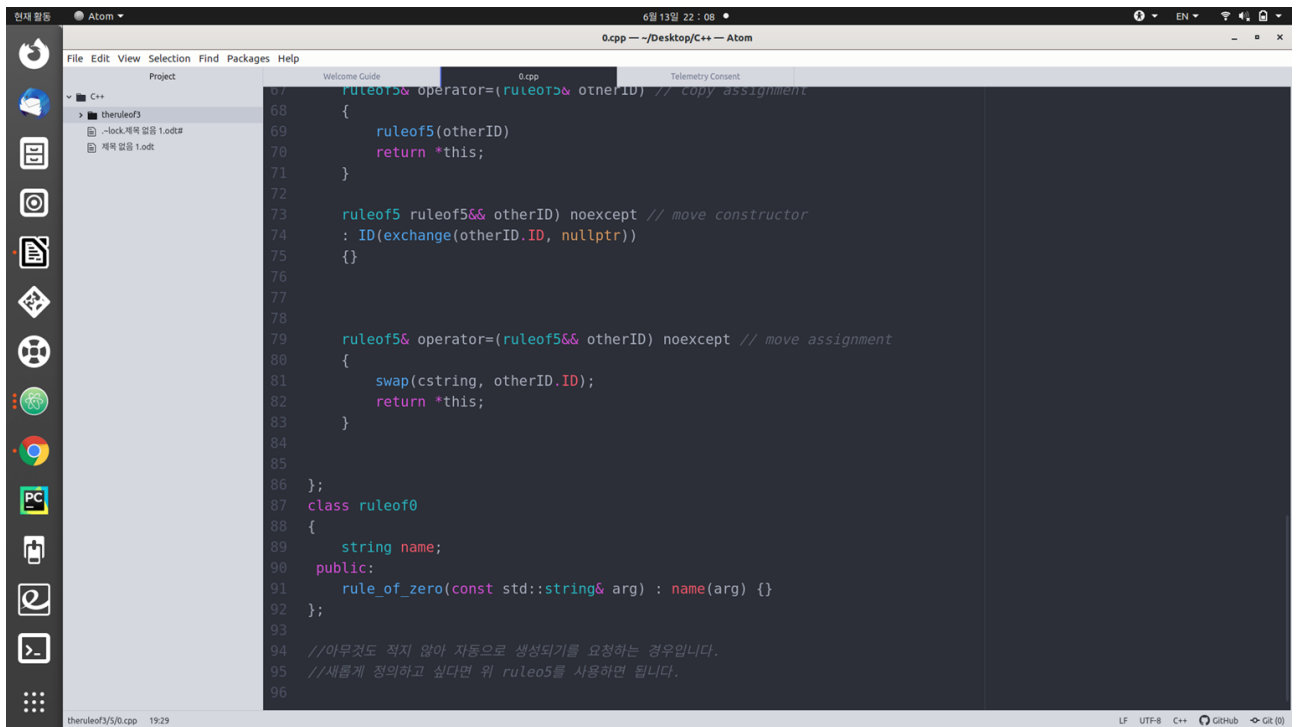 현재 활동 Atom 6월 13일 22 : 08 EN
0.cpp — ~/Desktop/C++ — Atom
File Edit View Selection Find Packages Help
Project Welcome Guide 0.cpp Telemetry Consent
C++
theruleof3
.~lock.제목 없음 1.odt#
제목 없음 1.odt
67 ruleof5& operator=(ruleof5& otherID) // copy assignment
68 {
69 ruleof5(otherID)
70 return *this;
71 }
72
73 ruleof5 ruleof5&& otherID) noexcept // move constructor
74 : ID(exchange(otherID.ID, nullptr))
75 {}
76
77
78
79 ruleof5& operator=(ruleof5&& otherID) noexcept // move assignment
80 {
81 swap(cstring, otherID.ID);
82 return *this;
83 }
84
85
86 };
87 class ruleof0
88 {
89 string name;
90 public:
91 rule_of_zero(const std::string& arg) : name(arg) {}
92 };
93
94 //아무것도 적지 않아 자동으로 생성되기를 요청하는 경우입니다.
95 //새롭게 정의하고 싶다면 위 ruleo5를 사용하면 됩니다.
96
PC
theruleof3/5/0.cpp 19:29 LF UTF-8 C++ GitHub Git (0)